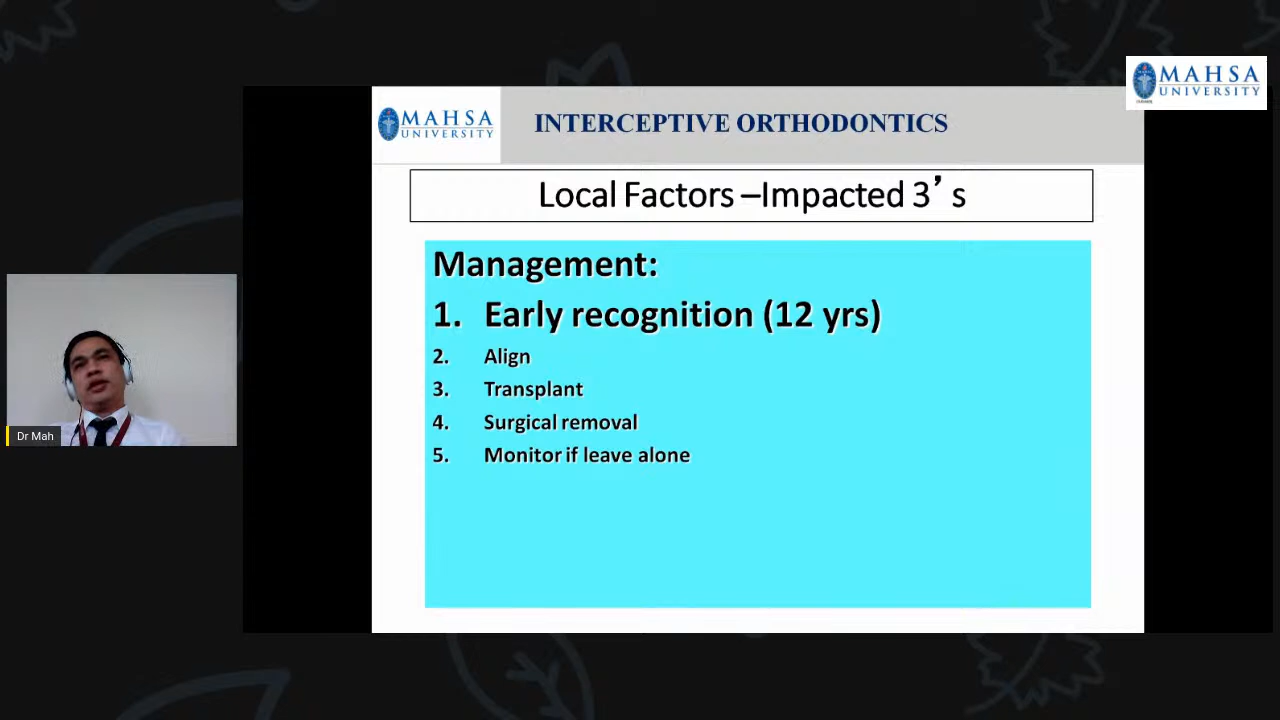 MAHSA
UNIVERSITY
MAHSA
UNIVERSITY
INTERCEPTIVE ORTHODONTICS
Local Factors –Impacted 3’ s
Management:
1. Early recognition (12 yrs)
2. Align
3. Transplant
4. Surgical removal
5. Monitor if leave alone
Dr Mah